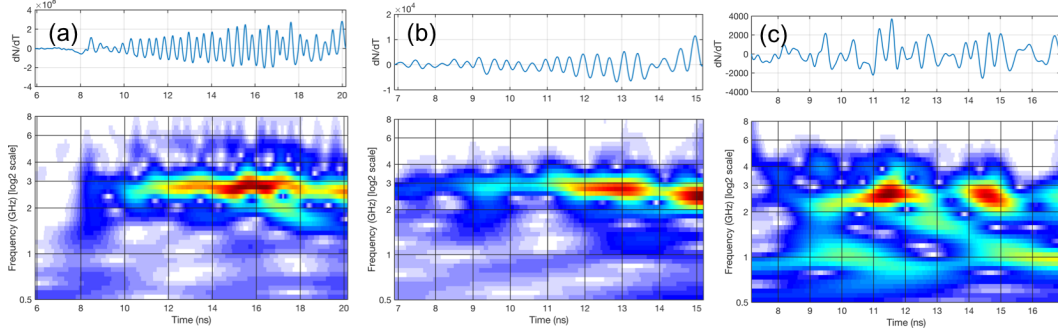 (a)
×10⁶
dN/dT
4
2
0
-2
-4
6 8 10 12 14 16 18 20
Frequency (GHz) [log2 scale]
8
4
3
2
1
0.5
6 8 10 12 14 16 18 20
Time (ns)
(b)
×10⁴
dN/dT
2
1
0
-1
7 8 9 10 11 12 13 14 15
Frequency (GHz) [log2 scale]
8
4
3
2
1
0.5
7 8 9 10 11 12 13 14 15
Time (ns)
(c)
dN/dT
4000
2000
0
-2000
-4000
8 9 10 11 12 13 14 15 16
Frequency (GHz) [log2 scale]
8
4
3
2
1
0.5
8 9 10 11 12 13 14 15 16
Time (ns)